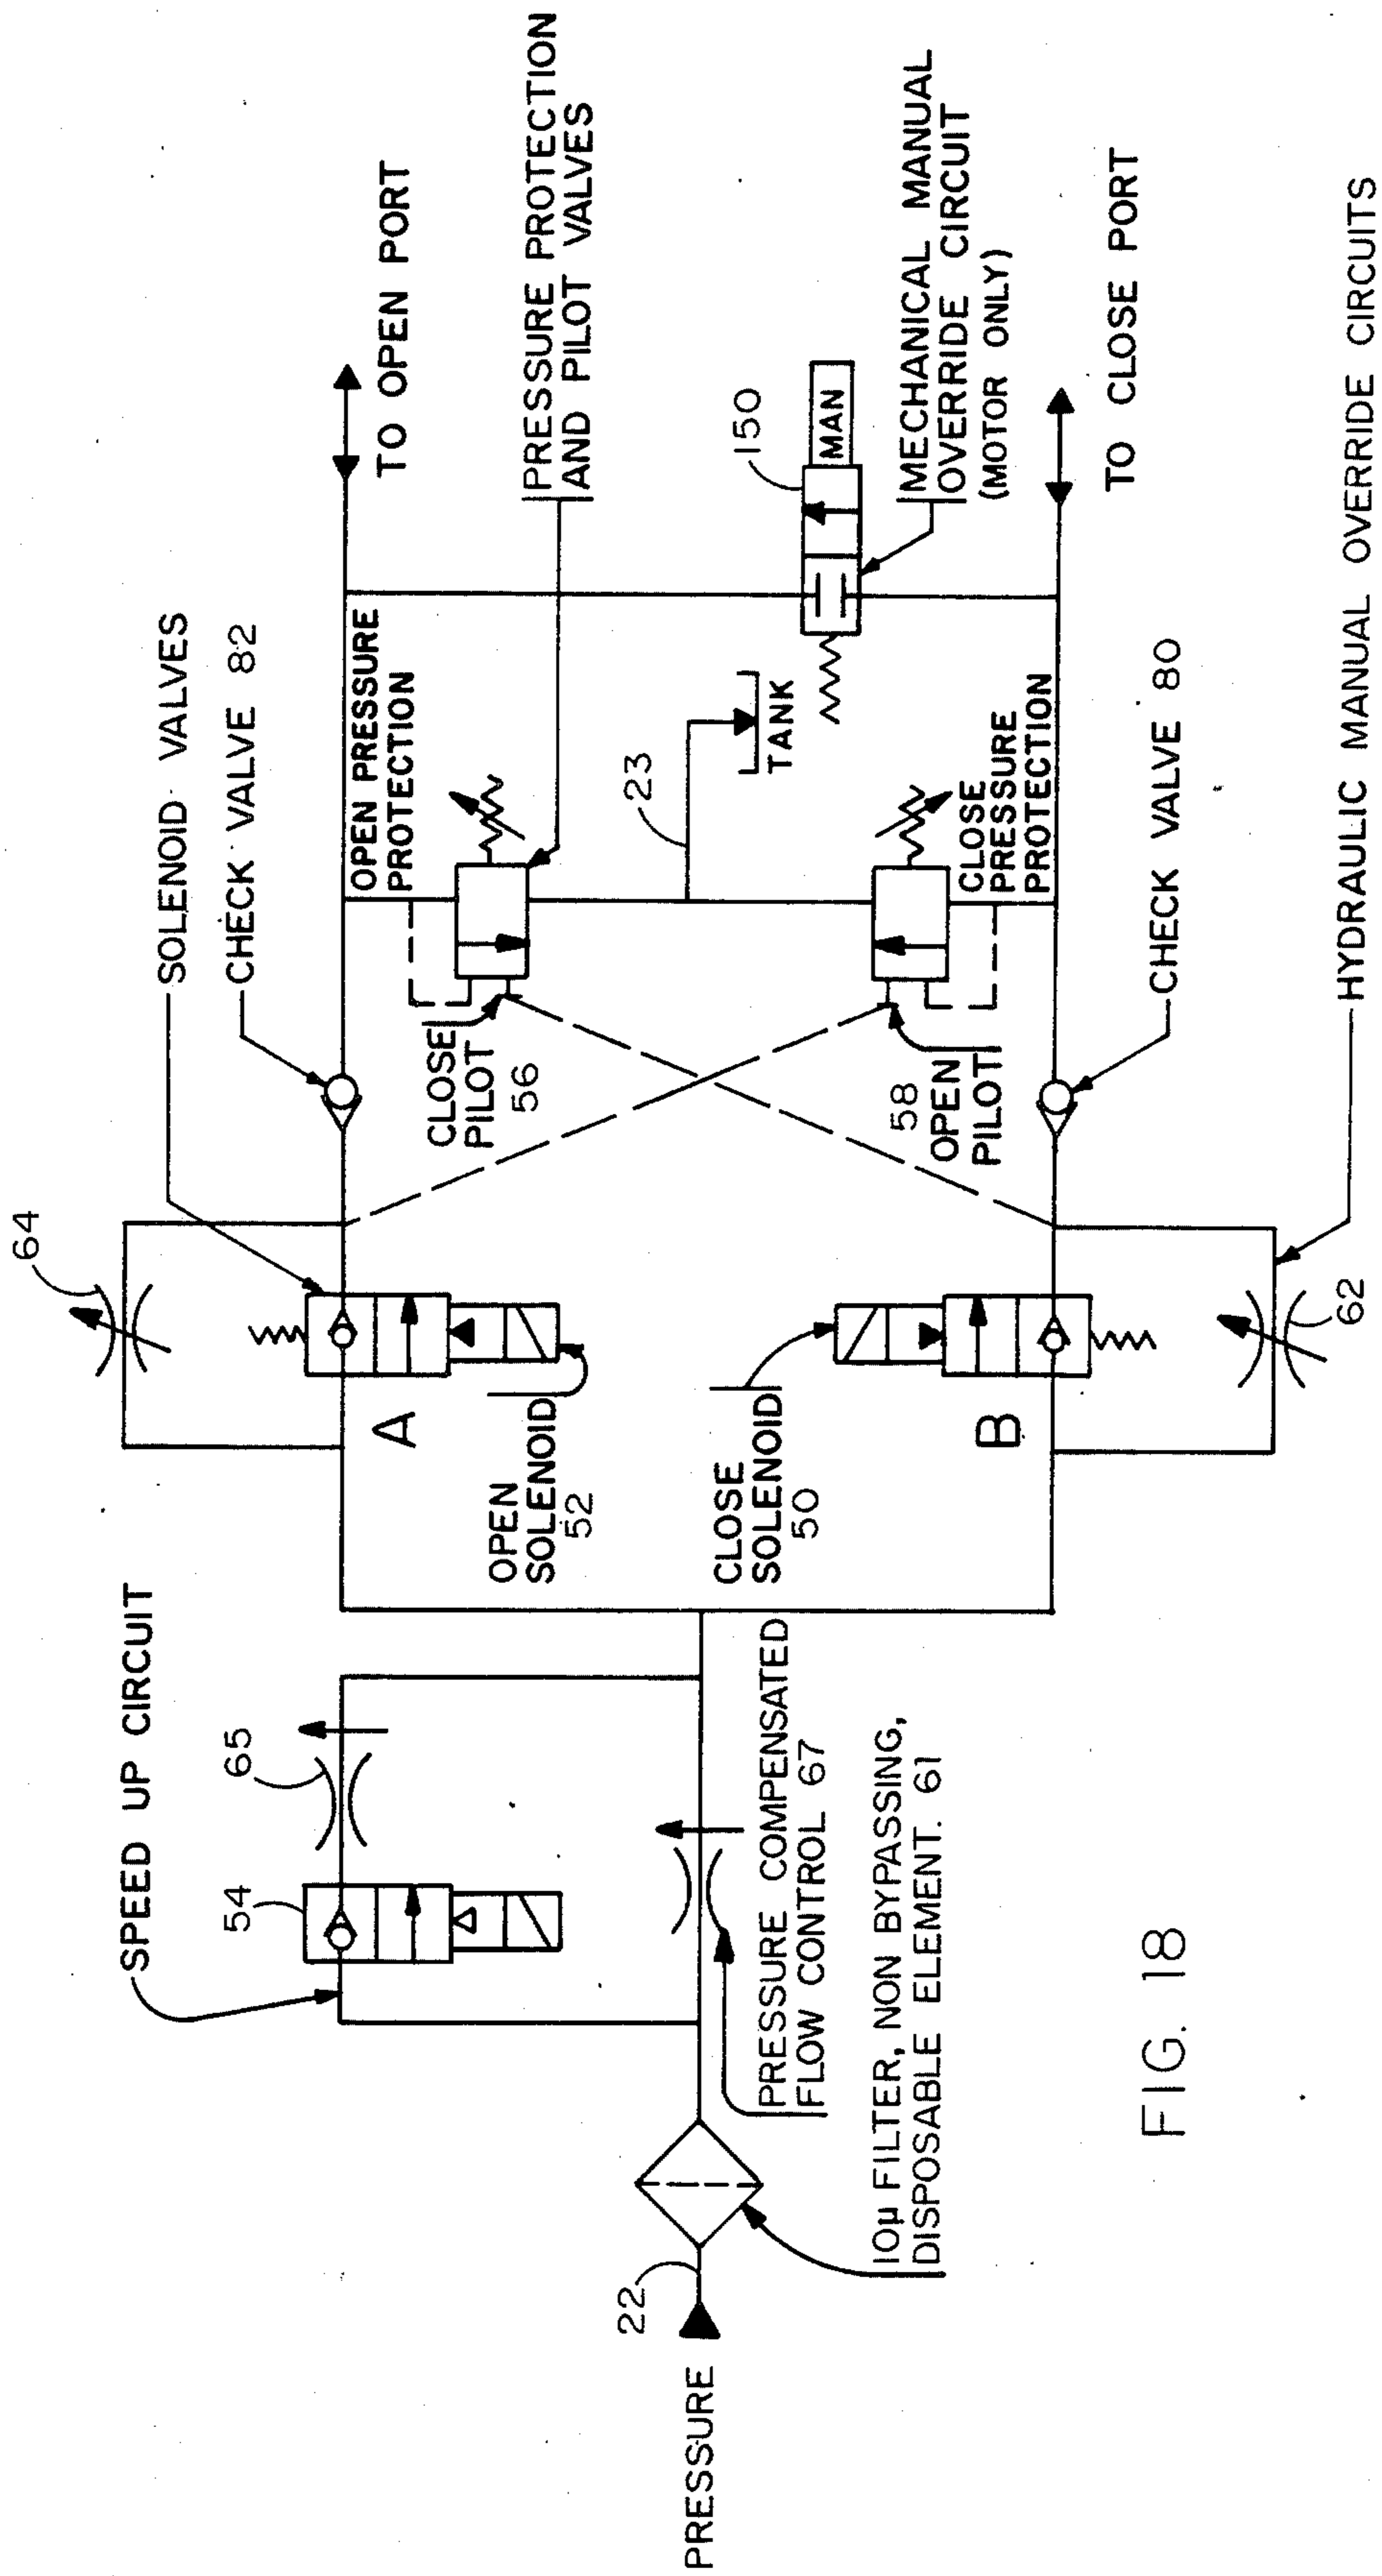 SPEED UP CIRCUIT
54
65
64
SOLENOID VALVES
CHECK VALVE 82
TO OPEN PORT
OPEN PRESSURE
PROTECTION
PRESSURE PROTECTION
AND PILOT VALVES
A
OPEN
SOLENOID
52
CLOSE
PILOT
56
23
TANK
150
MAN
MECHANICAL MANUAL
OVERRIDE CIRCUIT
(MOTOR ONLY)
PRESSURE
22
PRESSURE COMPENSATED
FLOW CONTROL 67
10µ FILTER, NON BYPASSING,
DISPOSABLE ELEMENT. 61
CLOSE
SOLENOID
50
B
58
OPEN
PILOT
CLOSE
PRESSURE
PROTECTION
TO CLOSE PORT
CHECK VALVE 80
62
HYDRAULIC MANUAL OVERRIDE CIRCUITS
FIG. 18